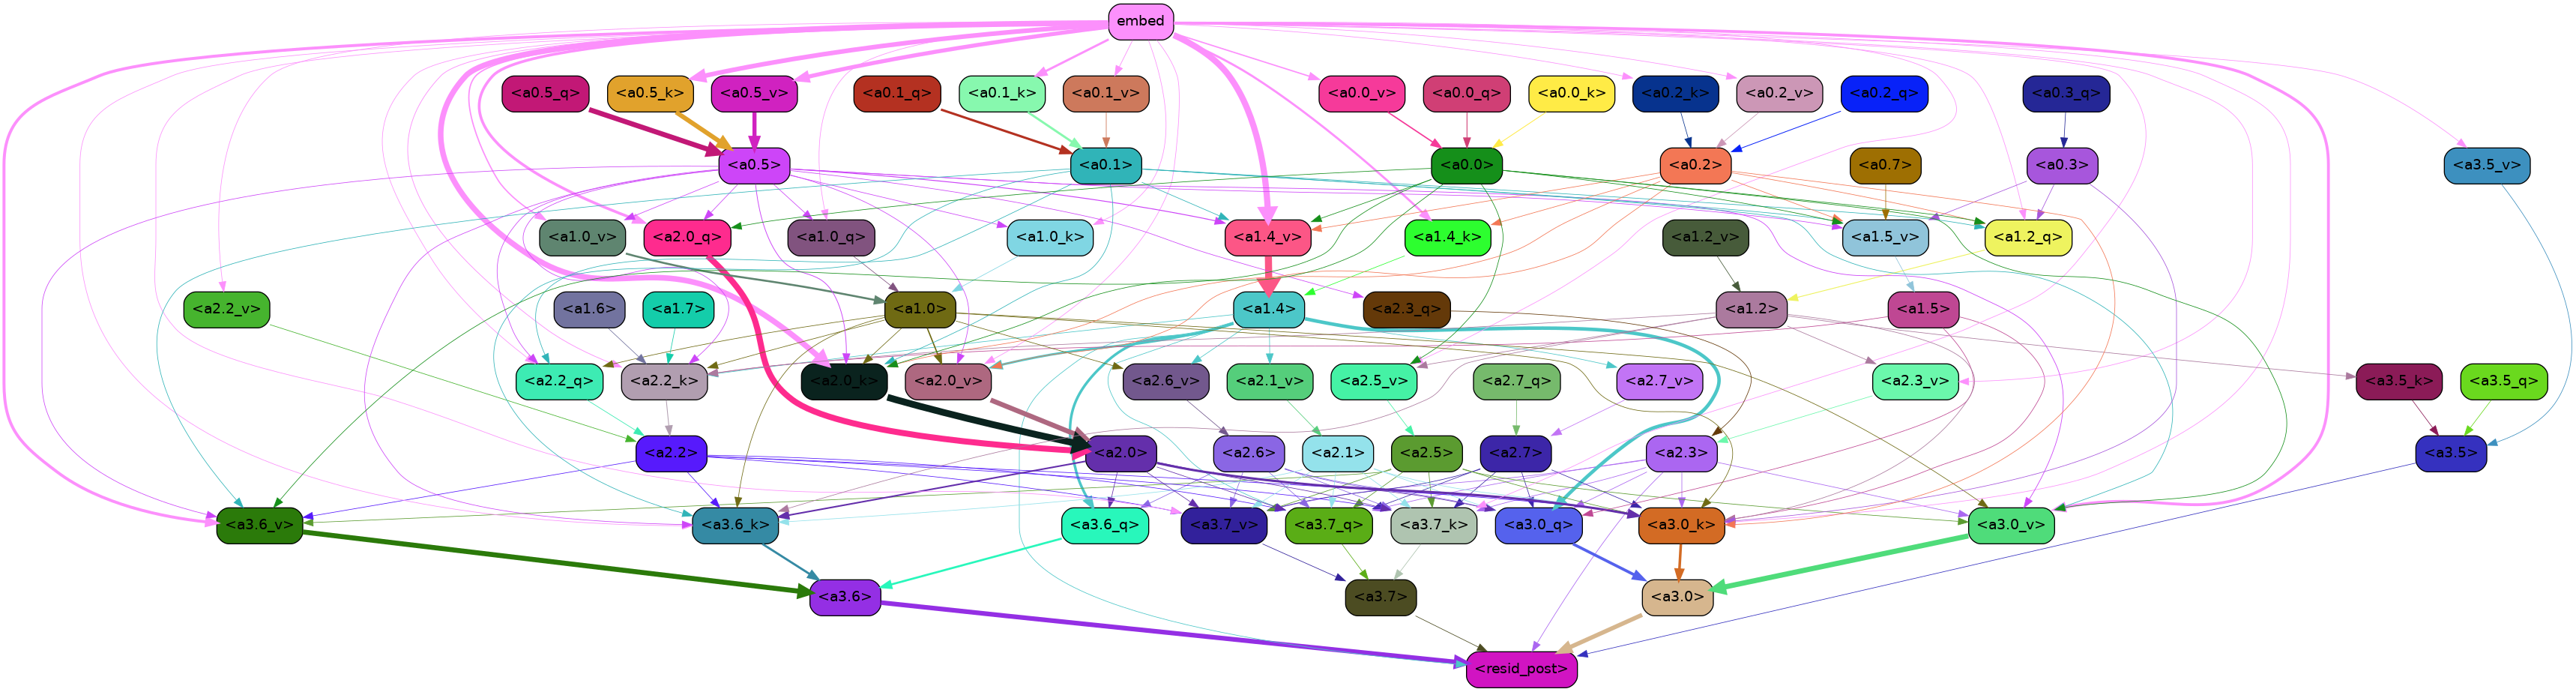 embed
<a0.5_q> <a0.5_k> <a0.5_v> <a0.1_q> <a0.1_k> <a0.1_v> <a0.0_v> <a0.0_q> <a0.0_k> <a0.2_k> <a0.2_v> <a0.2_q> <a0.3_q>
<a0.5> <a0.1> <a0.0> <a0.2> <a0.7> <a0.3> <a3.5_v>
<a1.0_v> <a2.0_q> <a1.0_q> <a1.0_k> <a1.4_v> <a1.4_k> <a1.2_v> <a1.5_v> <a1.2_q>
<a2.2_v> <a1.6> <a1.7> <a1.0> <a1.4> <a2.3_q> <a1.2> <a1.5>
<a2.2_q> <a2.2_k> <a2.0_k> <a2.0_v> <a2.6_v> <a2.1_v> <a2.5_v> <a2.7_q> <a2.7_v> <a2.3_v> <a3.5_k> <a3.5_q>
<a2.2> <a2.0> <a2.6> <a2.1> <a2.5> <a2.7> <a2.3> <a3.5>
<a3.6_v> <a3.6_k> <a3.6_q> <a3.7_v> <a3.7_q> <a3.7_k> <a3.0_q> <a3.0_k> <a3.0_v>
<a3.6> <a3.7> <a3.0>
<resid_post>